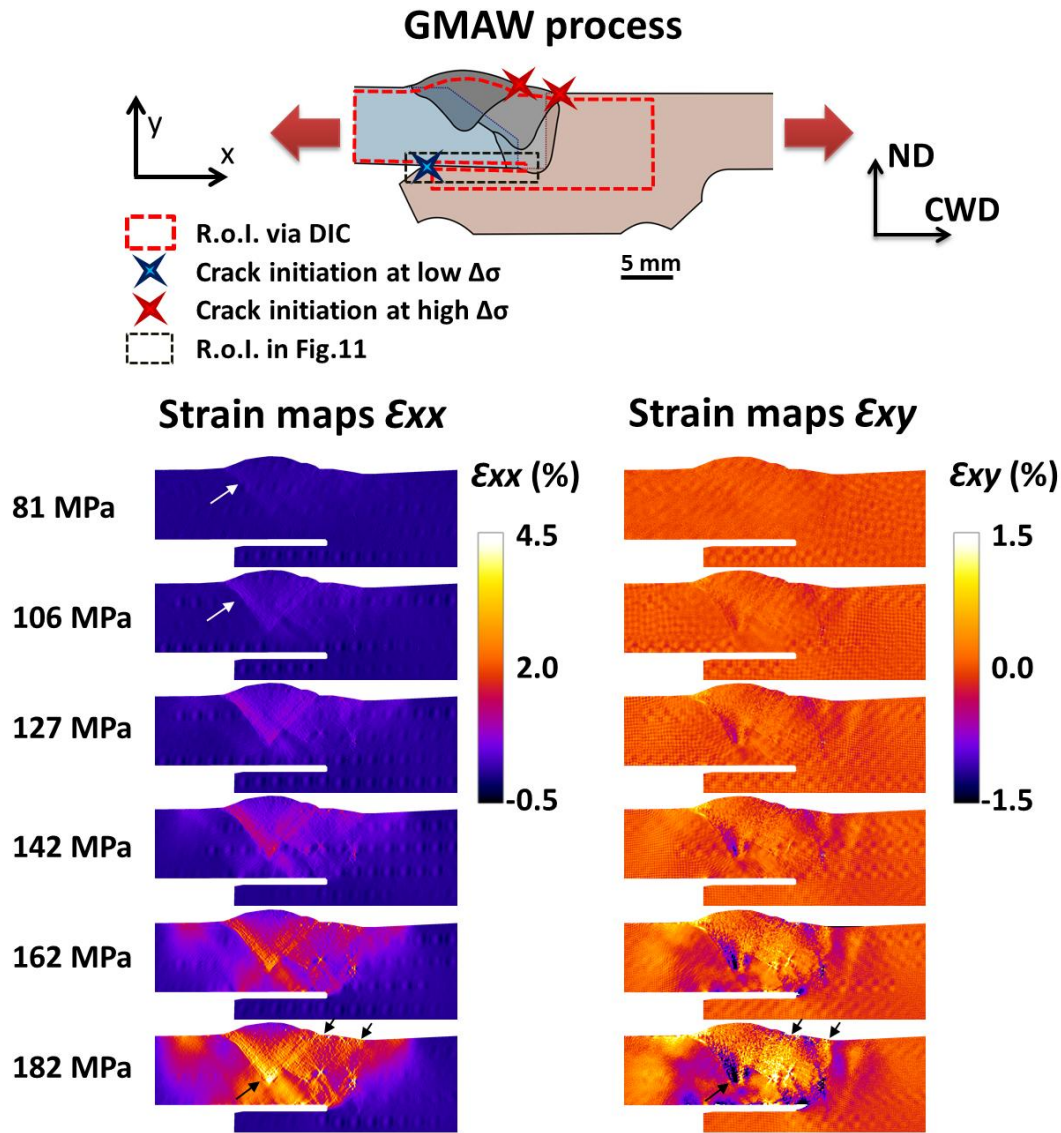 GMAW process
y
x
ND
CWD
5 mm
R.o.I. via DIC
Crack initiation at low Δσ
Crack initiation at high Δσ
R.o.I. in Fig.11
Strain maps Ɛxx
Strain maps Ɛxy
Ɛxx (%)
Ɛxy (%)
81 MPa
4.5
1.5
106 MPa
2.0
0.0
127 MPa
-0.5
-1.5
142 MPa
162 MPa
182 MPa